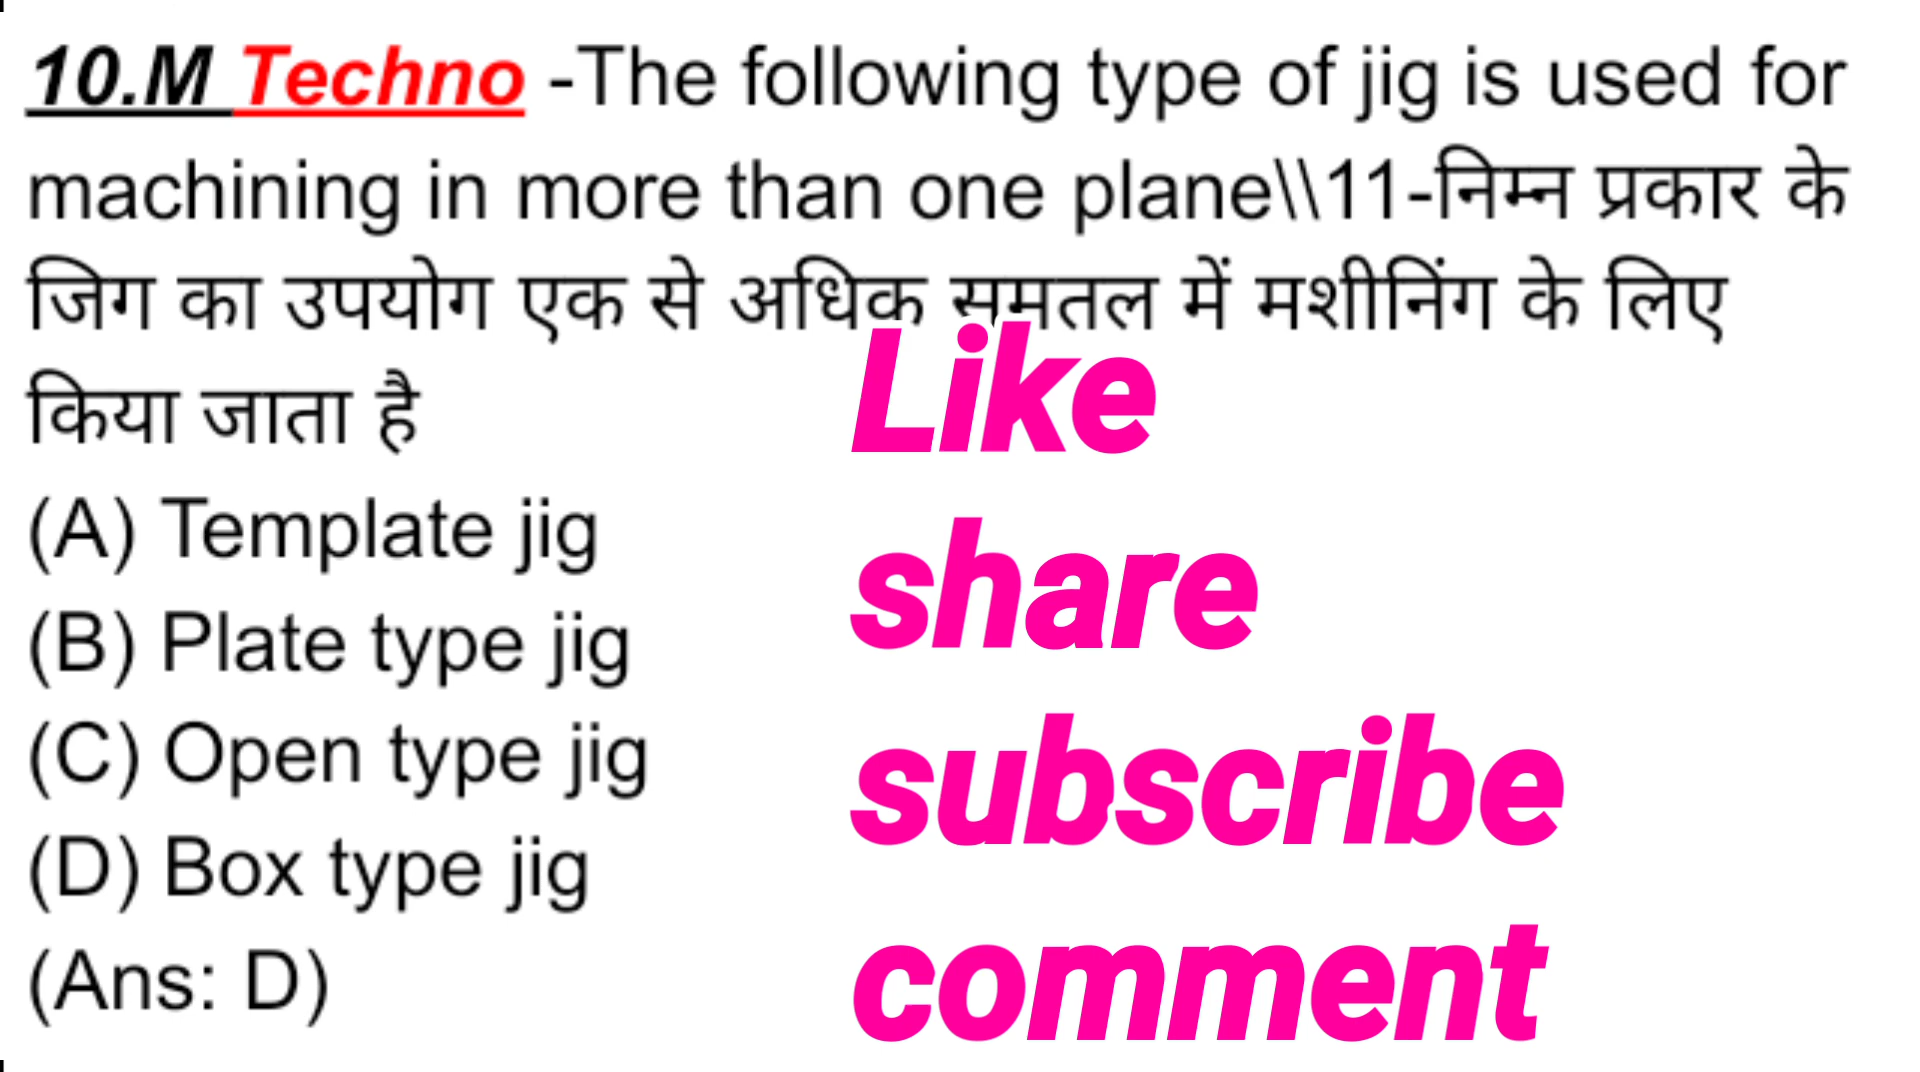 10.M Techno -The following type of jig is used for
machining in more than one plane\\11-निम्न प्रकार के
जिग का उपयोग एक से अधिक समतल में मशीनिंग के लिए
किया जाता है
(A) Template jig
(B) Plate type jig
(C) Open type jig
(D) Box type jig
(Ans: D)
Like
share
subscribe
comment